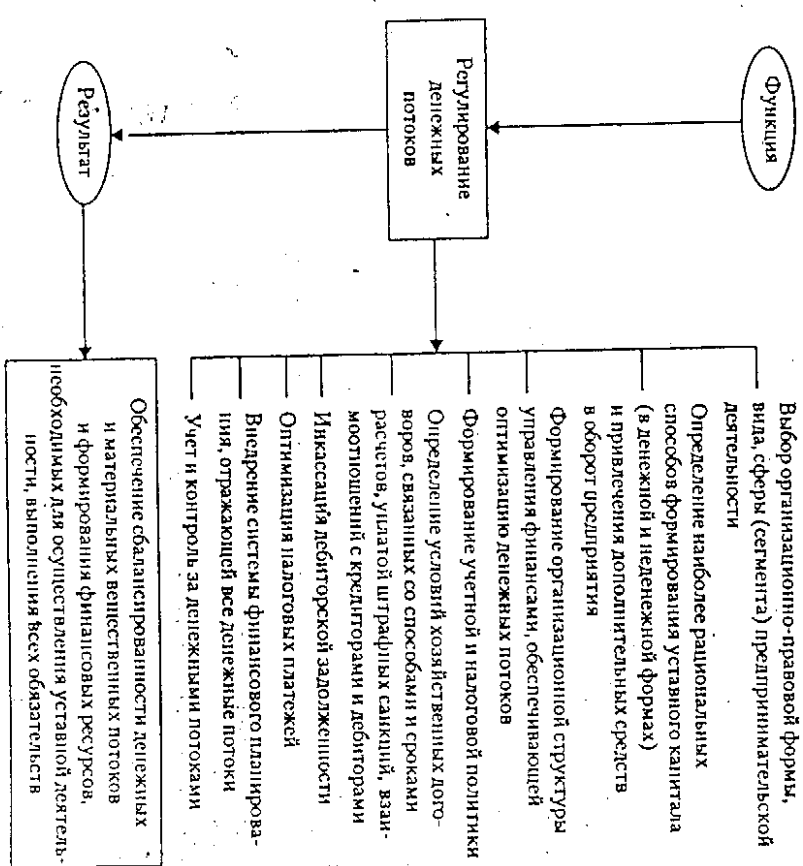 Функция
Регулирование
денежных
потоков
Результат
Выбор организационно-правовой формы,
вида, сферы (сегмента) предпринимательской
деятельности
Определение наиболее рациональных
способов формирования уставного капитала
(в денежной и неденежной формах)
и привлечения дополнительных средств
в оборот предприятия
Формирование организационной структуры
управления финансами, обеспечивающей
оптимизацию денежных потоков
Формирование учетной и налоговой политики
Определение условий хозяйственных дого-
воров, связанных со способами и сроками
расчетов, уплатой штрафных санкций, взаи-
моотношений с кредиторами и дебиторами
Инкассация дебиторской задолженности
Оптимизация налоговых платежей
Внедрение системы финансового планирова-
ния, отражающей все денежные потоки
Учет и контроль за денежными потоками
Обеспечение сбалансированности денежных
и материальных вещественных потоков
и формирования финансовых ресурсов,
необходимых для осуществления уставной деятель-
ности, выполнения всех обязательств